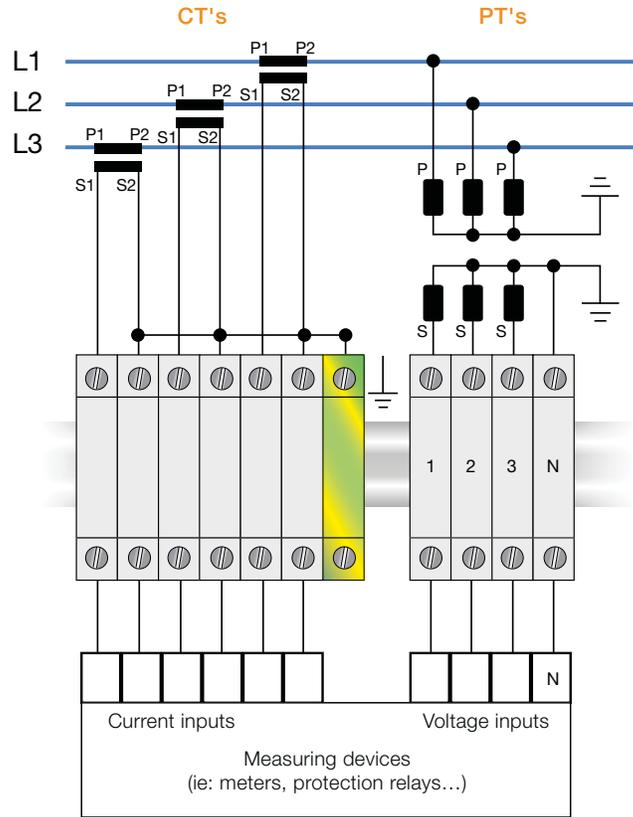 CT's PT's
P1 P2
L1
P1 P2 S1 S2
L2
P1 P2 S1 S2
L3
S1 S2 P P P
S S S
1 2 3 N
N
Current inputs Voltage inputs
Measuring devices
(ie: meters, protection relays...)